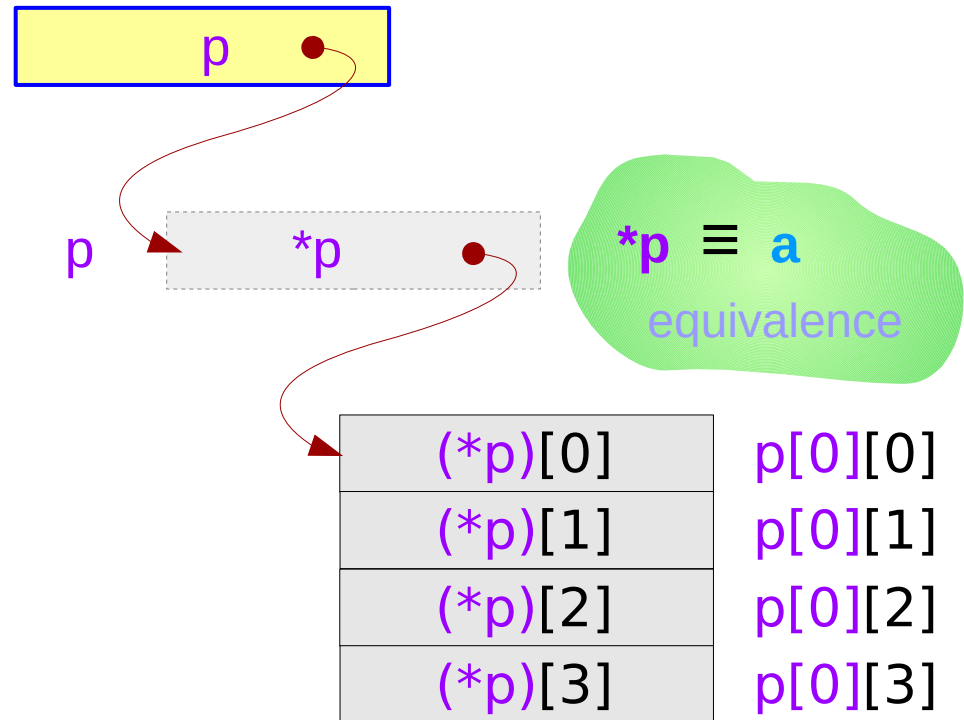 p
p *p
*p ≡ a
equivalence
(*p)[0] p[0][0]
(*p)[1] p[0][1]
(*p)[2] p[0][2]
(*p)[3] p[0][3]